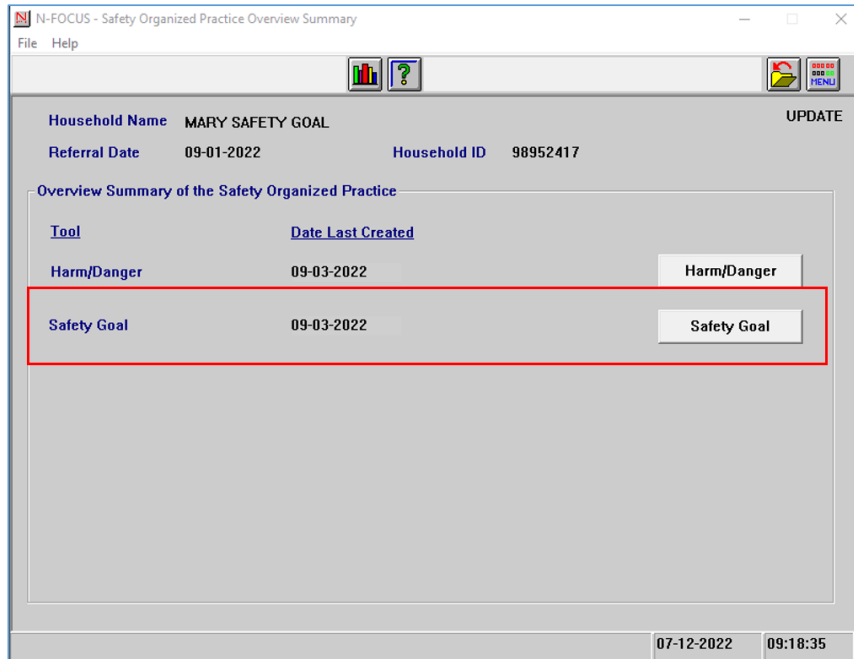 N-FOCUS - Safety Organized Practice Overview Summary
File Help
MENU
Household Name MARY SAFETY GOAL UPDATE
Referral Date 09-01-2022 Household ID 98952417
Overview Summary of the Safety Organized Practice
Tool Date Last Created
Harm/Danger 09-03-2022 Harm/Danger
Safety Goal 09-03-2022 Safety Goal
07-12-2022 09:18:35